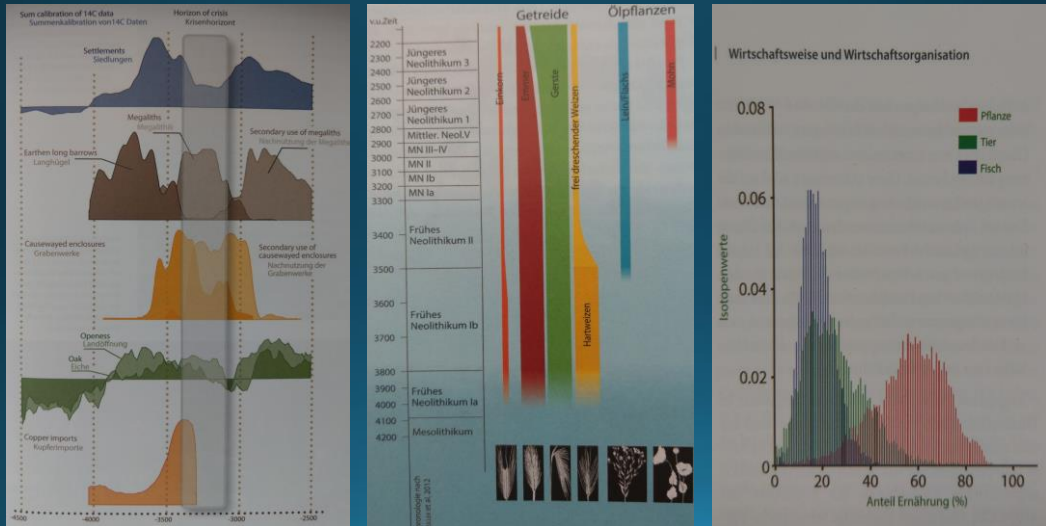 Sum calibration of 14C data
Summenkalibration von14C Daten
Horizon of crisis
Krisenhorizont
Settlements
Siedlungen
Megaliths
Megalithik
Secondary use of megaliths
Nachnutzung der
Earthen long barrows
Langhügel
Causewayed enclosures
Grabenwerke
Secondary use of
causewayed enclosures
Nachnutzung der
Grabenwerke
Openess
Landöffnung
Oak
Eiche
Copper imports
Kupferimporte
-4500 -4000 -3500 -3000 -2500
v.u.Zeit
Getreide
Ölpflanzen
2200
2300
2400
2500
2600
2700
2800
2900
3000
3100
3200
3300
3400
3500
3600
3700
3800
3900
4000
4100
4200
Jüngeres
Neolithikum 3
Jüngeres
Neolithikum 2
Jüngeres
Neolithikum 1
Mittler. Neol.V
MN III–IV
MN II
MN Ib
MN Ia
Frühes
Neolithikum II
Frühes
Neolithikum Ib
Frühes
Neolithikum Ia
Mesolithikum
Einkorn
Emmer
Gerste
frei dreschender Weizen
Hartweizen
Lein/Flachs
Mohn
nach
et al. 2012
Wirtschaftsweise und Wirtschaftsorganisation
Pflanze
Tier
Fisch
0.08
0.06
0.04
0.02
0
Isotopenwerte
0 20 40 60 80 100
Anteil Ernährung (%)